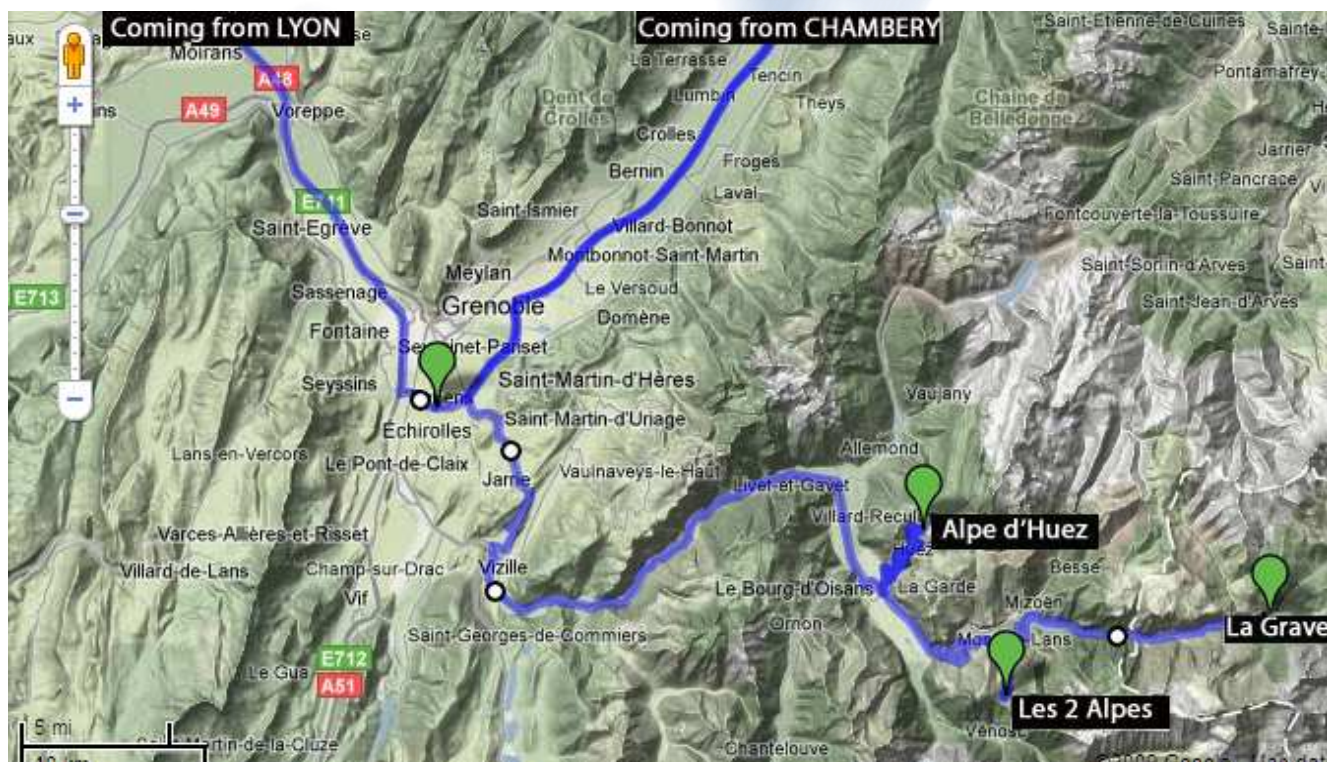 Coming from LYON
Coming from CHAMBERY
Saint-Etienne-de-Cuines
Moirans
La Terrasse
Tencin
Pontamafrey
A48
A49
Voreppe
Lumbin
Theys
Dent de
Crolles
Chaine de
Belledonne
Crolles
Froges
Jarrier
Bernin
Laval
Saint-Pancrace
E711
Saint-Ismier
Saint-Egrève
Villard-Bonnot
Fontcouverte-la-Toussuire
Montbonnot-Saint-Martin
Meylan
Saint-Sorlin-d'Arves
Sassenage
Le Versoud
E713
Grenoble
Saint-Jean-d'Arves
Fontaine
Domène
Seyssins
Saint-Martin-d'Hères
Vaujany
Saint-Martin-d'Uriage
Échirolles
Allemond
Lans-en-Vercors
Le Pont-de-Claix
Vaulnaveys-le-Haut
Jarrie
Livet-et-Gavet
Alpe d'Huez
Varces-Allières-et-Risset
Huez
Villard-de-Lans
Champ-sur-Drac
Vizille
Besse
Le Bourg-d'Oisans
La Garde
Vif
Mizoën
Ornon
La Grave
Saint-Georges-de-Commiers
Lans
E712
Le Gua
A51
Les 2 Alpes
5 mi
Chantelouve